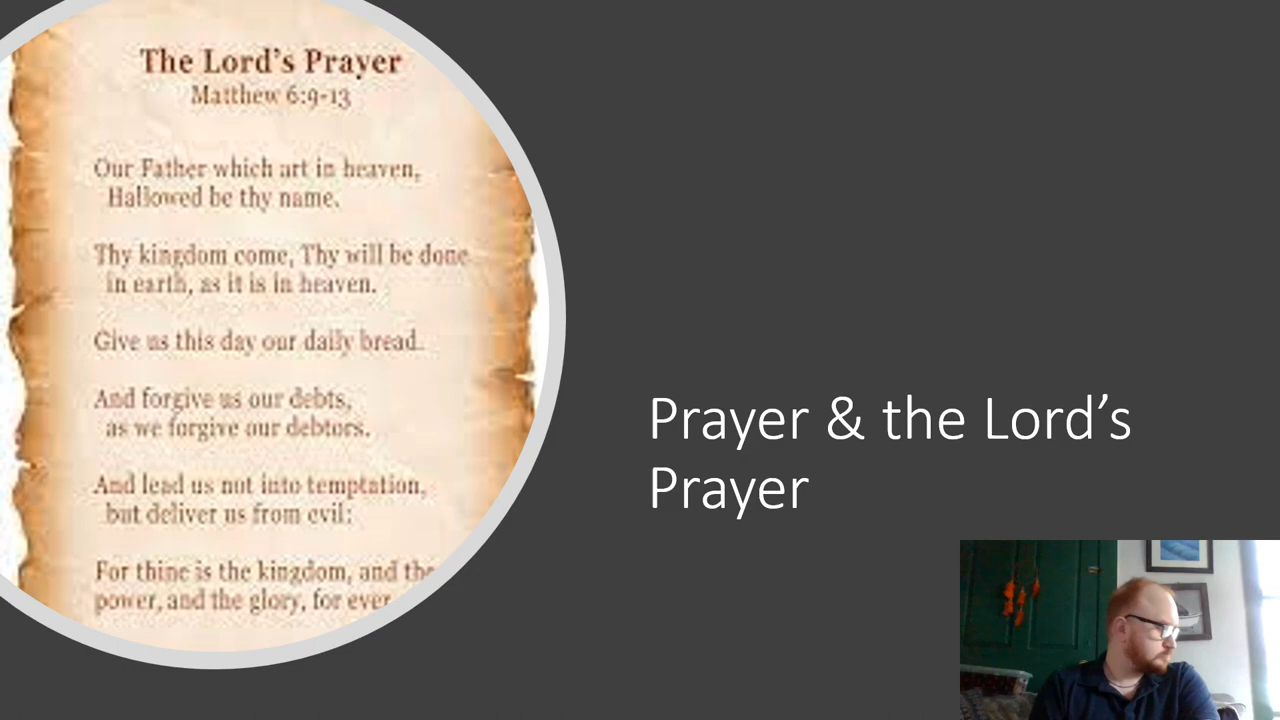 The Lord's Prayer
Matthew 6:9-13
Our Father which art in heaven,
Hallowed be thy name.
Thy kingdom come, Thy will be done
in earth, as it is in heaven.
Give us this day our daily bread.
And forgive us our debts,
as we forgive our debtors.
And lead us not into temptation,
but deliver us from evil:
For thine is the kingdom, and the
power, and the glory, for ever
Prayer & the Lord’s
Prayer